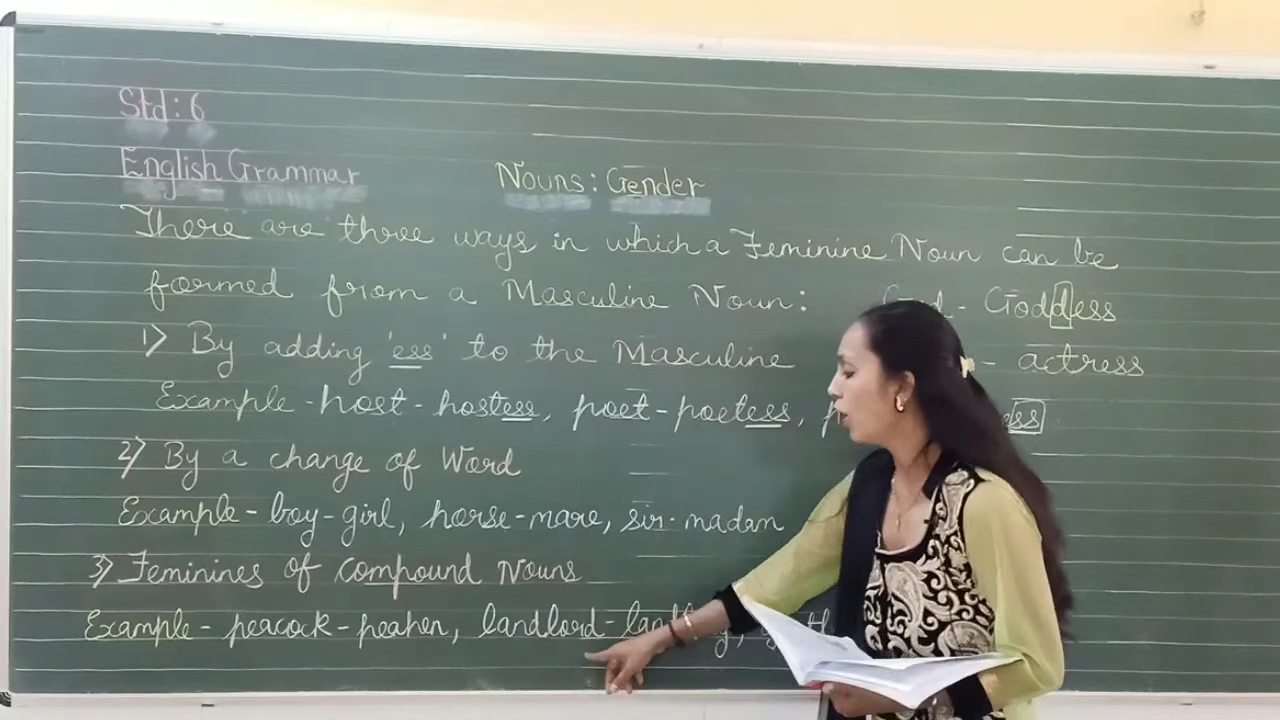 Std: 6
English Grammar
Nouns: Gender
There are three ways in which a Feminine Noun can be
formed from a Masculine Noun: God - Goddess
1) By adding 'ess' to the Masculine - actress
Example - host - hostess, poet - poetess,
2) By a change of Word
Example - boy - girl, horse - mare, sir - madan
3) Feminines of compound Nouns
Example - peacock - peahen, landlord -